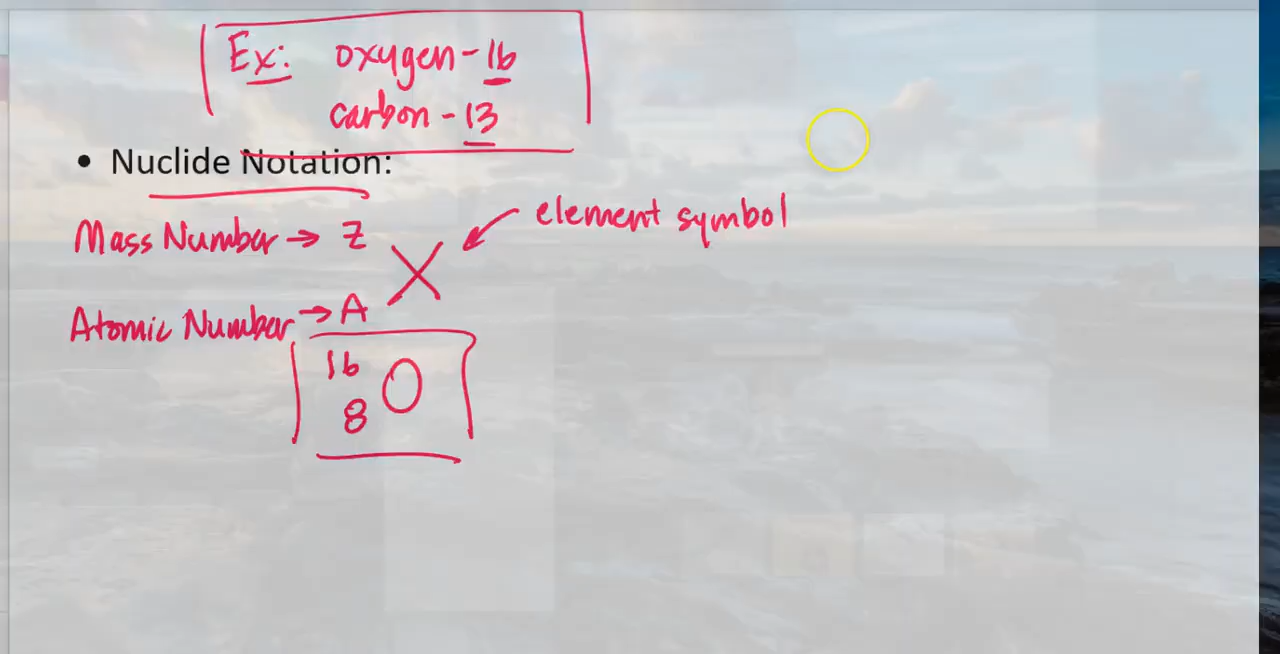 Ex: oxygen-16
carbon-13
• Nuclide Notation:
element symbol
Mass Number → Z
X
Atomic Number → A
16
O
8